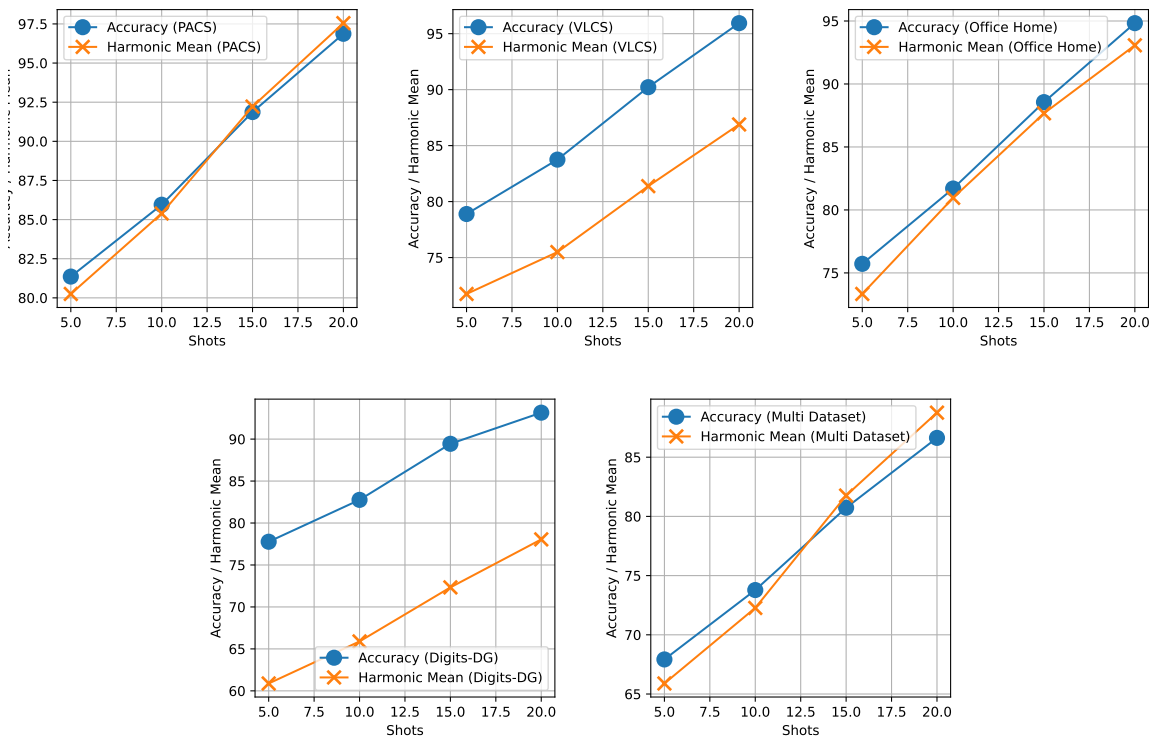 Accuracy (PACS)
Harmonic Mean (PACS)
97.5
95.0
92.5
90.0
87.5
85.0
82.5
80.0
5.0 7.5 10.0 12.5 15.0 17.5 20.0
Shots
Accuracy (VLCS)
Harmonic Mean (VLCS)
Accuracy / Harmonic Mean
95
90
85
80
75
5.0 7.5 10.0 12.5 15.0 17.5 20.0
Shots
Accuracy (Office Home)
Harmonic Mean (Office Home)
Accuracy / Harmonic Mean
95
90
85
80
75
5.0 7.5 10.0 12.5 15.0 17.5 20.0
Shots
Accuracy / Harmonic Mean
90
85
80
75
70
65
60
Accuracy (Digits-DG)
Harmonic Mean (Digits-DG)
5.0 7.5 10.0 12.5 15.0 17.5 20.0
Shots
Accuracy (Multi Dataset)
Harmonic Mean (Multi Dataset)
Accuracy / Harmonic Mean
85
80
75
70
65
5.0 7.5 10.0 12.5 15.0 17.5 20.0
Shots